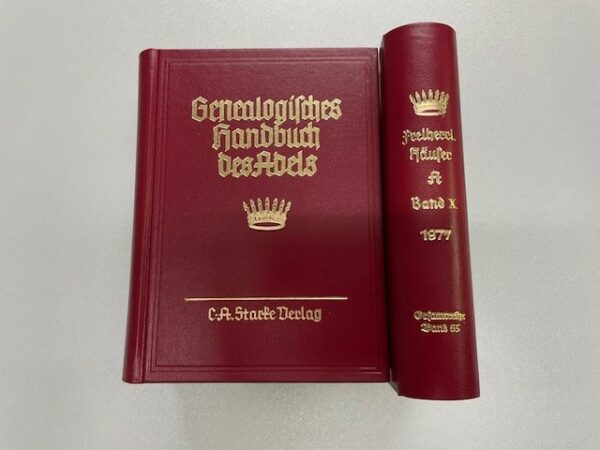 Genealogisches
Handbuch
des Adels
C.A. Starke Verlag
Freiherrl.
Häuser
A
Band X
1977
Gesamtreihe
Band 65